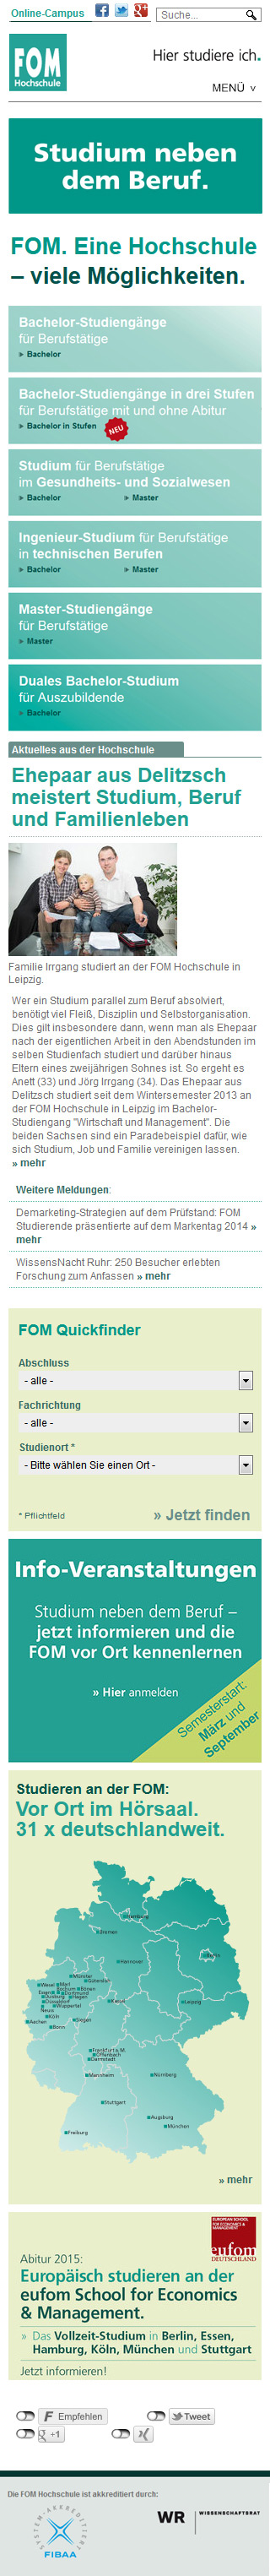 Online-Campus
Suche...
FOM
Hochschule
Hier studiere ich.
MENÜ v
Studium neben
dem Beruf.
FOM. Eine Hochschule
– viele Möglichkeiten.
Bachelor-Studiengänge
für Berufstätige
» Bachelor
Bachelor-Studiengänge in drei Stufen
für Berufstätige mit und ohne Abitur
» Bachelor in Stufen
NEU
Studium für Berufstätige
im Gesundheits- und Sozialwesen
» Bachelor » Master
Ingenieur-Studium für Berufstätige
in technischen Berufen
» Bachelor » Master
Master-Studiengänge
für Berufstätige
» Master
Duales Bachelor-Studium
für Auszubildende
» Bachelor
Aktuelles aus der Hochschule
Ehepaar aus Delitzsch
meistert Studium, Beruf
und Familienleben
Familie Irrgang studiert an der FOM Hochschule in
Leipzig.
Wer ein Studium parallel zum Beruf absolviert,
benötigt viel Fleiß, Disziplin und Selbstorganisation.
Dies gilt insbesondere dann, wenn man als Ehepaar
nach der eigentlichen Arbeit in den Abendstunden im
selben Studienfach studiert und darüber hinaus
Eltern eines zweijährigen Sohnes ist. So ergeht es
Anett (33) und Jörg Irrgang (34). Das Ehepaar aus
Delitzsch studiert seit dem Wintersemester 2013 an
der FOM Hochschule in Leipzig im Bachelor-
Studiengang "Wirtschaft und Management". Die
beiden Sachsen sind ein Paradebeispiel dafür, wie
sich Studium, Job und Familie vereinigen lassen.
» mehr
Weitere Meldungen:
Demarketing-Strategien auf dem Prüfstand: FOM
Studierende präsentierte auf dem Markentag 2014 »
mehr
WissensNacht Ruhr: 250 Besucher erlebten
Forschung zum Anfassen » mehr
FOM Quickfinder
Abschluss
- alle -
Fachrichtung
- alle -
Studienort *
- Bitte wählen Sie einen Ort -
* Pflichtfeld
» Jetzt finden
Info-Veranstaltungen
Studium neben dem Beruf –
jetzt informieren und die
FOM vor Ort kennenlernen
» Hier anmelden
Semesterstart:
März und
September
Studieren an der FOM:
Vor Ort im Hörsaal.
31 x deutschlandweit.
Hamburg
Bremen
Berlin
Hannover
Münster
Gütersloh
Wesel
Marl
Bochum
Essen
Dortmund
Duisburg
Hagen
Düsseldorf
Neuss
Wuppertal
Kassel
Leipzig
Köln
Siegen
Aachen
Bonn
Frankfurt a. M.
Offenbach
Darmstadt
Mannheim
Nürnberg
Stuttgart
Augsburg
München
Freiburg
» mehr
EUROPEAN SCHOOL
FOR ECONOMICS &
MANAGEMENT
eufom
DEUTSCHLAND
Abitur 2015:
Europäisch studieren an der
eufom School for Economics
& Management.
» Das Vollzeit-Studium in Berlin, Essen,
Hamburg, Köln, München und Stuttgart
Jetzt informieren!
Empfehlen
Tweet
+1
Die FOM Hochschule ist akkreditiert durch:
SYSTEM-AKKREDITIERT
FIBAA
WR WISSENSCHAFTSRAT